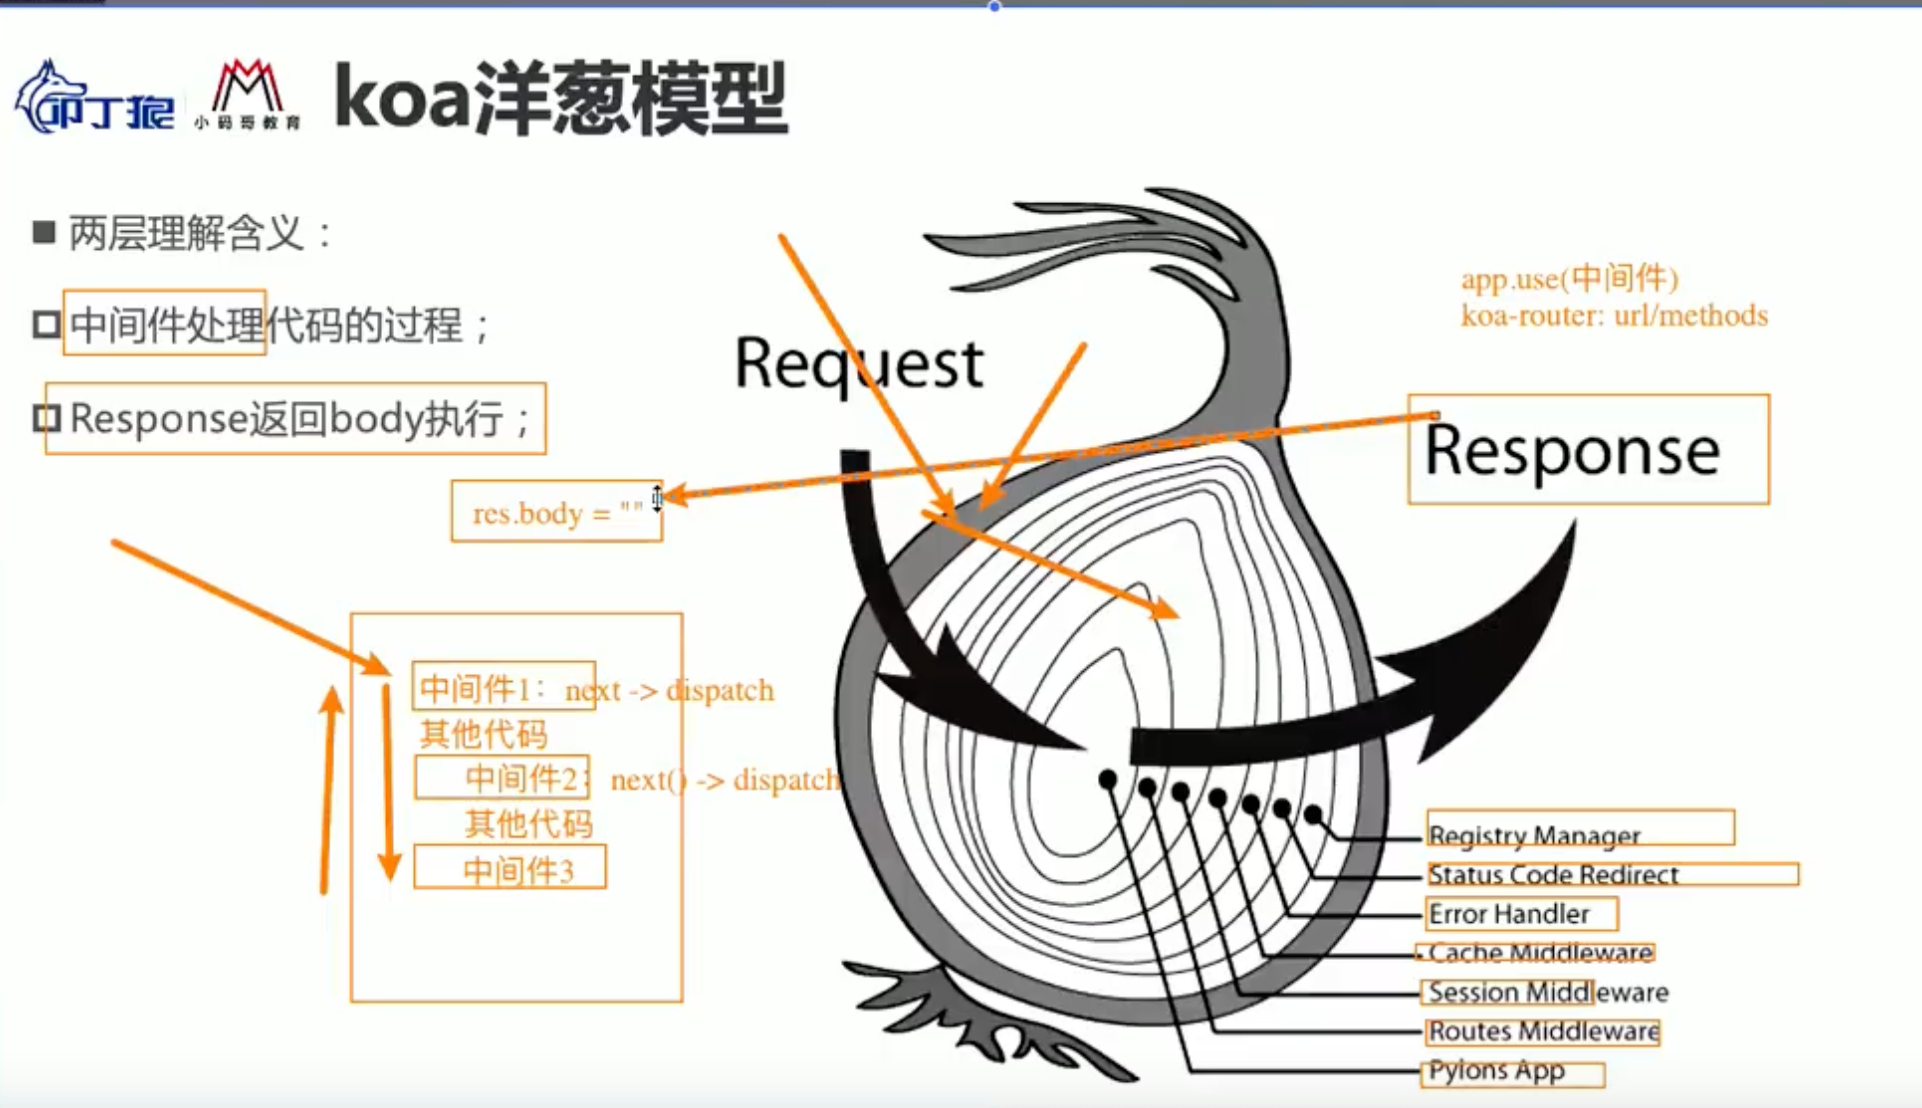 叩丁狼
小码哥教育
koa洋葱模型
两层理解含义：
中间件处理代码的过程；
Response返回body执行；
res.body = ""
中间件1： next -> dispatch
其他代码
中间件2： next() -> dispatch
其他代码
中间件3
Request
app.use(中间件)
koa-router: url/methods
Response
Registry Manager
Status Code Redirect
Error Handler
Cache Middleware
Session Middleware
Routes Middleware
Pylons App